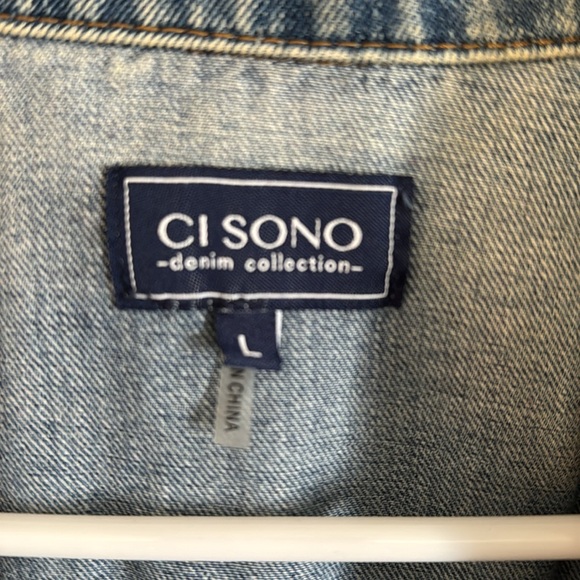 CI SONO
-denim collection-
L
N CHINA